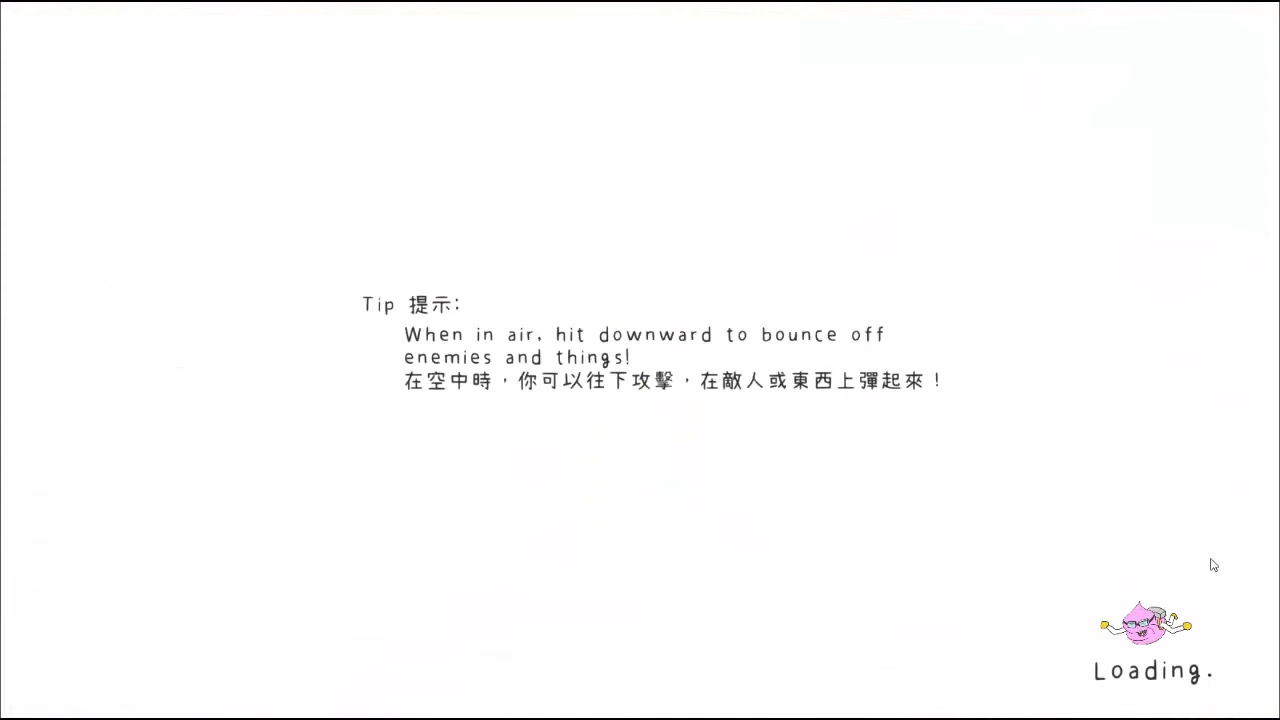 Tip 提示:
When in air, hit downward to bounce off
enemies and things!
在空中時，你可以往下攻擊，在敵人或東西上彈起來！
Loading.